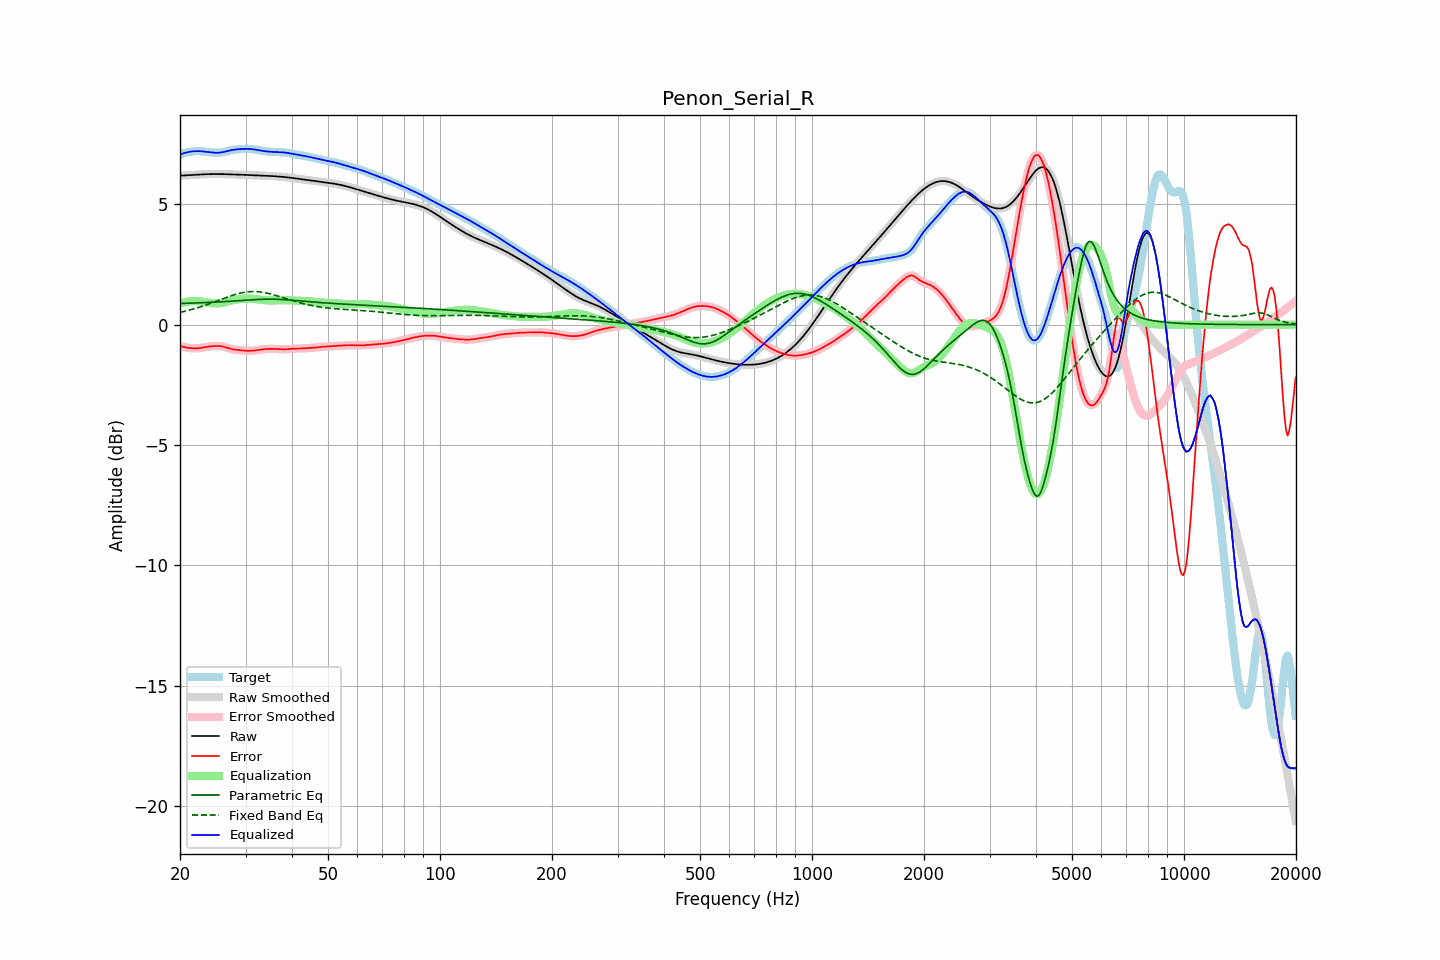 Penon_Serial_R
Amplitude (dBr)
5
0
−5
−10
−15
−20
Target
Raw Smoothed
Error Smoothed
Raw
Error
Equalization
Parametric Eq
Fixed Band Eq
Equalized
20 50 100 200 500 1000 2000 5000 10000 20000
Frequency (Hz)